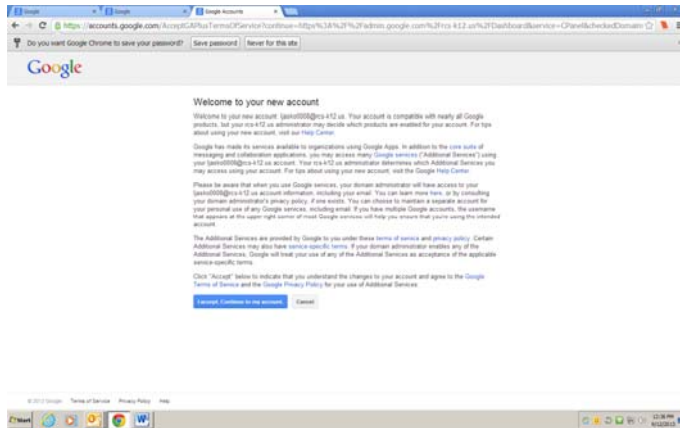 Google
Google
Google Accounts
https://accounts.google.com/Accept
Do you want Google Chrome to save your password?
Save password
Never for this site
Google
Welcome to your new account
Welcome to your new account: Your account is compatible with nearly all Google
products, but your rcs-k12.us administrator may decide which products are enabled for your account. For tips
about using your new account, visit our Help Center.
Google has made its services available to organizations using Google Apps. In addition to the core suite of
messaging and collaboration applications, you may access many Google services ("Additional Services") using
your rcs-k12.us account. Your rcs-k12.us administrator determines which Additional Services you
may access using your account. For tips about using your new account, visit the Google Help Center.
Please be aware that when you use Google services, your domain administrator will have access to your
rcs-k12.us account information, including your email. You can learn more here, or by consulting
your domain administrator's privacy policy, if one exists. You can choose to maintain a separate account for
your personal use of any Google services, including email. If you have multiple Google accounts, the username
that appears at the upper right corner of most Google services will help you ensure that you're using the intended
account.
The Additional Services are provided by Google to you under these terms of service and privacy policy. Certain
Additional Services may also have service-specific terms. If your domain administrator enables any of the
Additional Services, Google will treat your use of any of the Additional Services as acceptance of the applicable
service-specific terms.
Click "Accept" below to indicate that you understand the changes to your account and agree to the Google
Terms of Service and the Google Privacy Policy for your use of Additional Services.
I accept. Continue to my account.
Cancel
© 2012 Google Terms of Service Privacy Policy Help
Start
12:36 PM